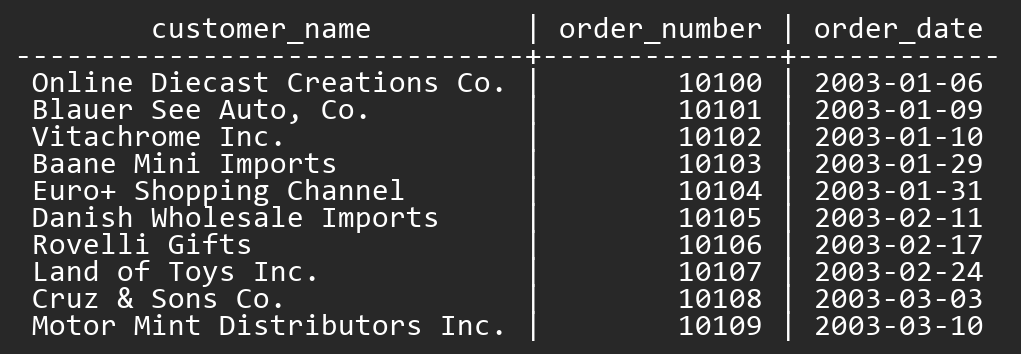 customer_name | order_number | order_date
------------------------------+--------------+------------
Online Diecast Creations Co. | 10100 | 2003-01-06
Blauer See Auto, Co. | 10101 | 2003-01-09
Vitachrome Inc. | 10102 | 2003-01-10
Baane Mini Imports | 10103 | 2003-01-29
Euro+ Shopping Channel | 10104 | 2003-01-31
Danish Wholesale Imports | 10105 | 2003-02-11
Rovelli Gifts | 10106 | 2003-02-17
Land of Toys Inc. | 10107 | 2003-02-24
Cruz & Sons Co. | 10108 | 2003-03-03
Motor Mint Distributors Inc. | 10109 | 2003-03-10